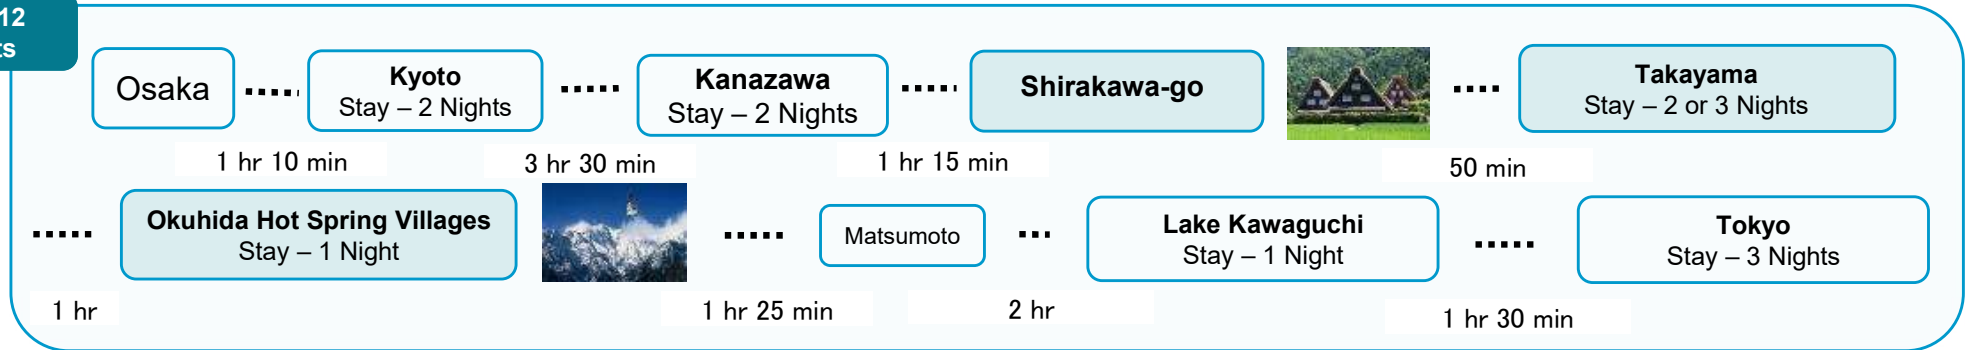 12
ts
Osaka
Kyoto
Stay – 2 Nights
Kanazawa
Stay – 2 Nights
Shirakawa-go
Takayama
Stay – 2 or 3 Nights
1 hr 10 min
3 hr 30 min
1 hr 15 min
50 min
Okuhida Hot Spring Villages
Stay – 1 Night
Matsumoto
Lake Kawaguchi
Stay – 1 Night
Tokyo
Stay – 3 Nights
1 hr
1 hr 25 min
2 hr
1 hr 30 min